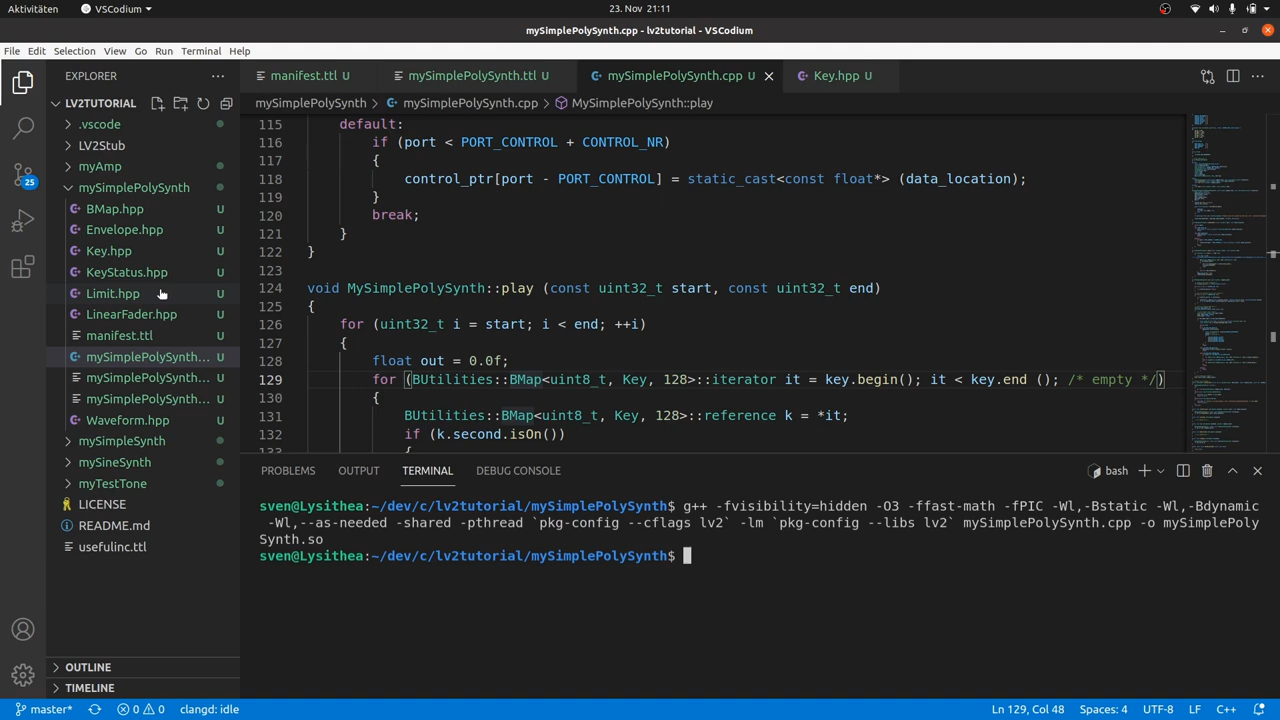 Aktivitäten
VSCodium
23. Nov 21:11
mySimplePolySynth.cpp - lv2tutorial - VSCodium
File Edit Selection View Go Run Terminal Help
EXPLORER
LV2TUTORIAL
.vscode
LV2Stub
myAmp
mySimplePolySynth
BMap.hpp U
Envelope.hpp U
Key.hpp U
KeyStatus.hpp U
Limit.hpp U
LinearFader.hpp U
manifest.ttl U
mySimplePolySynth... U
mySimplePolySynth... U
mySimplePolySynth... U
Waveform.hpp U
mySimpleSynth
mySineSynth
myTestTone
LICENSE
README.md
usefulinc.ttl
OUTLINE
TIMELINE
25
manifest.ttl U
mySimplePolySynth.ttl U
mySimplePolySynth.cpp U
Key.hpp U
mySimplePolySynth > mySimplePolySynth.cpp > MySimplePolySynth::play
115 default:
116 if (port < PORT_CONTROL + CONTROL_NR)
117 {
118 control_ptr[port - PORT_CONTROL] = static_cast<const float*> (data_location);
119 }
120 break;
121 }
122 }
123
124 void MySimplePolySynth::play (const uint32_t start, const uint32_t end)
125 {
126 for (uint32_t i = start; i < end; ++i)
127 {
128 float out = 0.0f;
129 for (BUtilities::BMap<uint8_t, Key, 128>::iterator it = key.begin(); it < key.end (); /* empty */)
130 {
131 BUtilities::BMap<uint8_t, Key, 128>::reference k = *it;
132 if (k.second.isOn())
133
PROBLEMS OUTPUT TERMINAL DEBUG CONSOLE
bash
sven@Lysithea:~/dev/c/lv2tutorial/mySimplePolySynth$ g++ -fvisibility=hidden -O3 -ffast-math -fPIC -Wl,-Bstatic -Wl,-Bdynamic
-Wl,--as-needed -shared -pthread `pkg-config --cflags lv2` -lm `pkg-config --libs lv2` mySimplePolySynth.cpp -o mySimplePoly
Synth.so
sven@Lysithea:~/dev/c/lv2tutorial/mySimplePolySynth$
master*
0 0
clangd: idle
Ln 129, Col 48
Spaces: 4
UTF-8
LF
C++